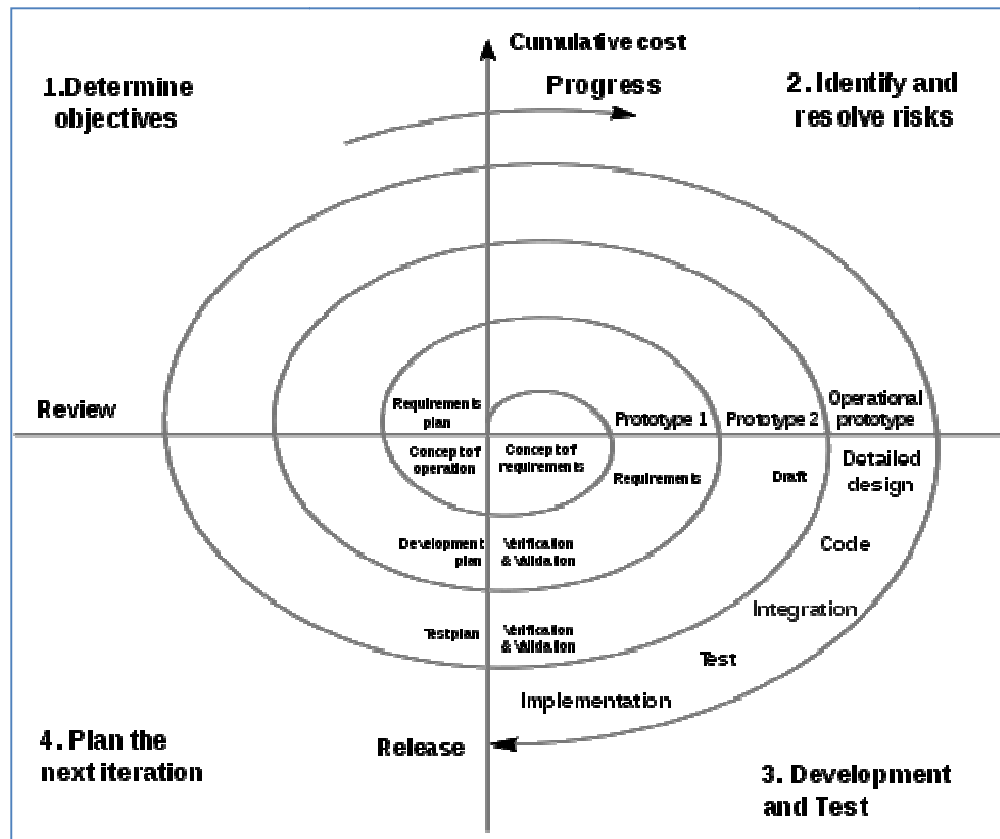 Cumulative cost
Progress
1.Determine
objectives
2. Identify and
resolve risks
Review
Requirements
plan
Concept of
operation
Concept of
requirements
Prototype 1
Prototype 2
Operational
prototype
Requirements
Draft
Detailed
design
Code
Integration
Test
Implementation
Development
plan
Verification
& Validation
Test plan
Verification
& Validation
Release
4. Plan the
next iteration
3. Development
and Test